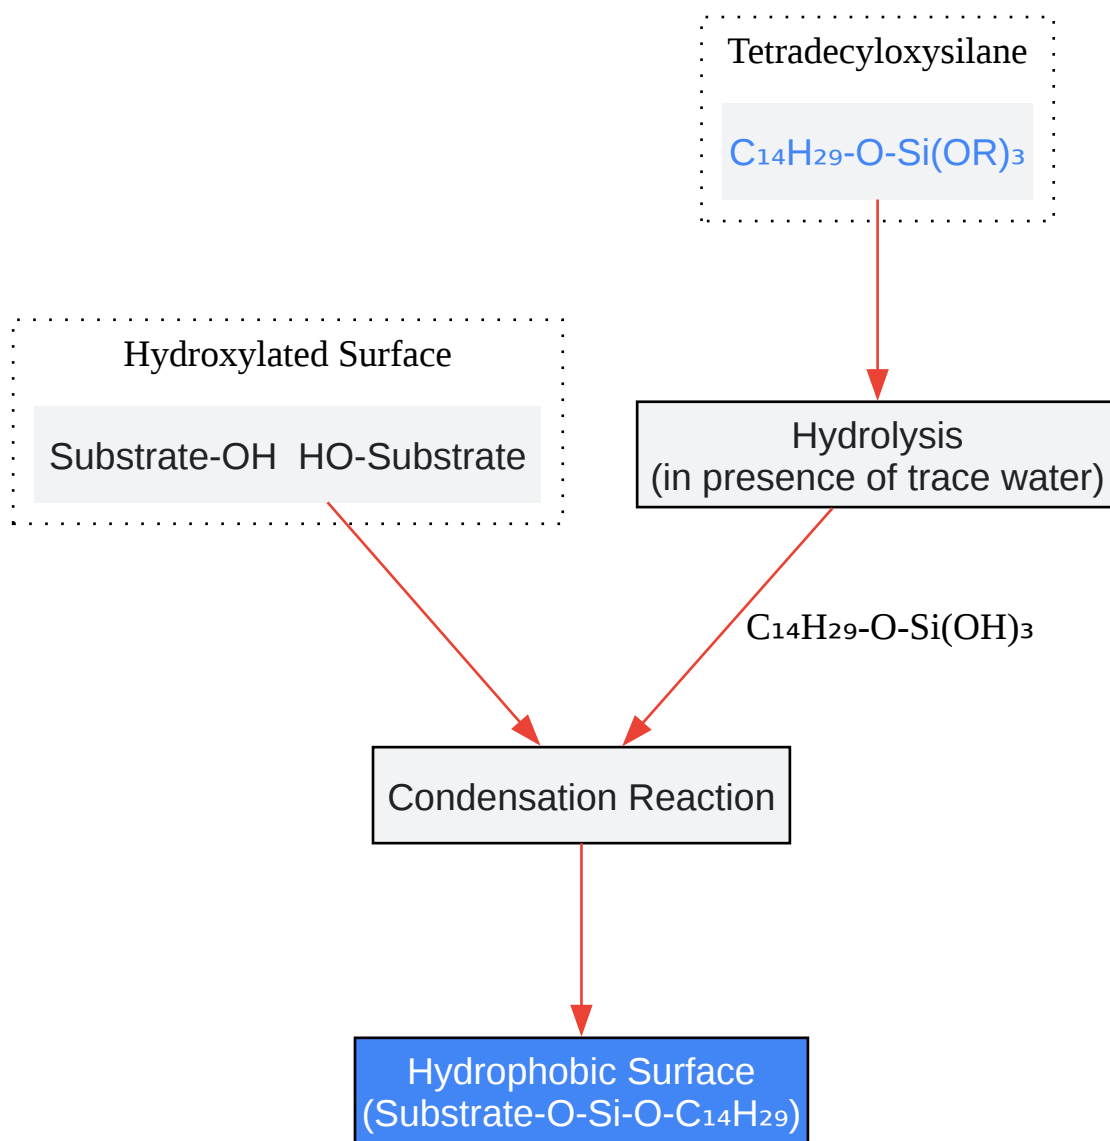 Tetradecyloxysilane
C₁₄H₂₉-O-Si(OR)₃
Hydroxylated Surface
Substrate-OH  HO-Substrate
Hydrolysis
(in presence of trace water)
C₁₄H₂₉-O-Si(OH)₃
Condensation Reaction
Hydrophobic Surface
(Substrate-O-Si-O-C₁₄H₂₉)